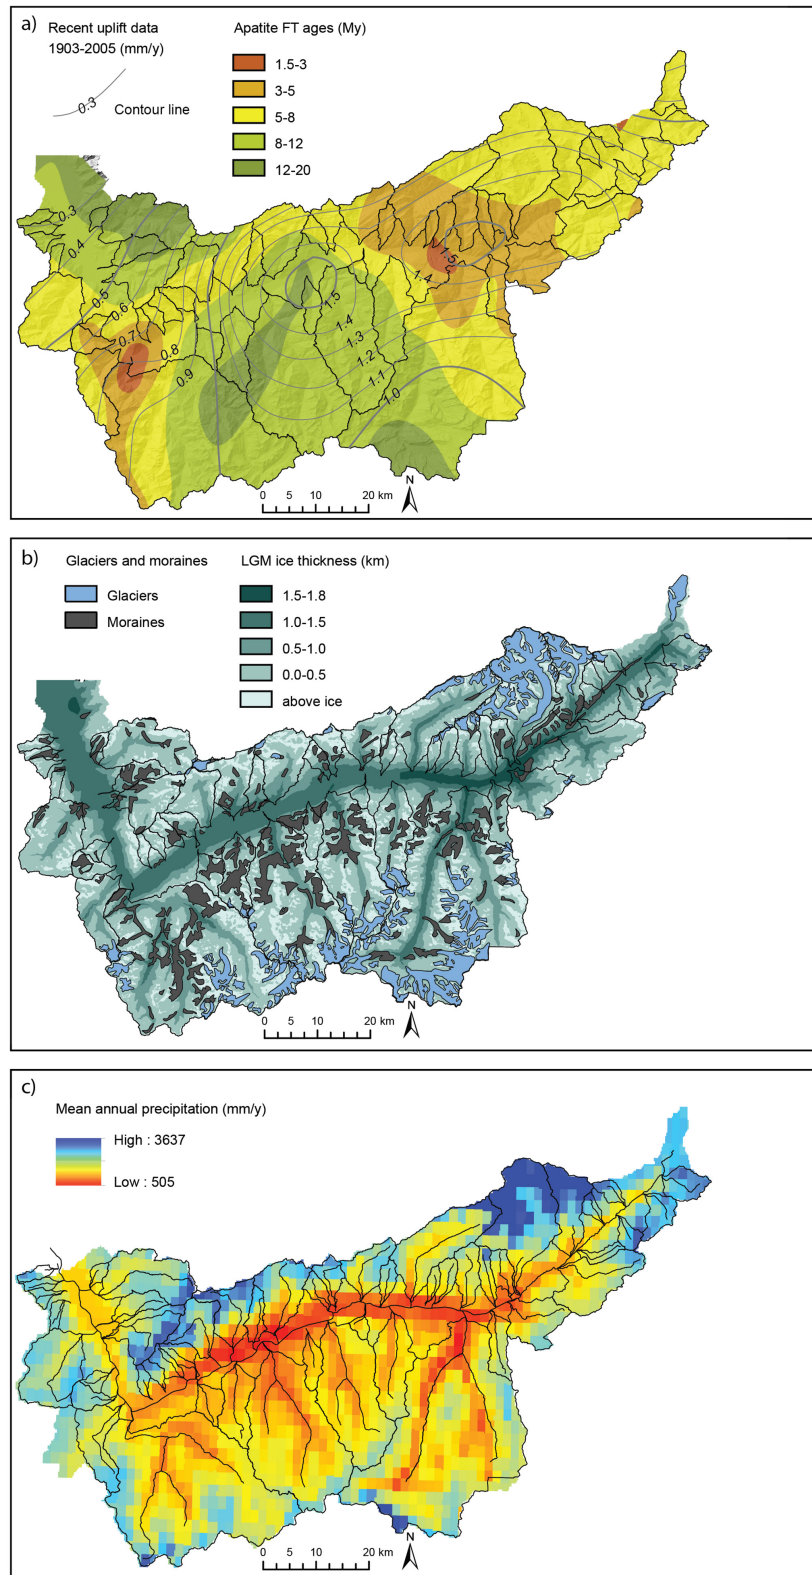 a)
Recent uplift data
1903-2005 (mm/y)
0.3
Contour line
Apatite FT ages (My)
1.5-3
3-5
5-8
8-12
12-20
0.3
0.4
0.5
0.6
0.7
0.8
0.9
1.5
1.4
1.3
1.2
1.1
1.0
1.5
1.4
0 5 10 20 km
N
b)
Glaciers and moraines
Glaciers
Moraines
LGM ice thickness (km)
1.5-1.8
1.0-1.5
0.5-1.0
0.0-0.5
above ice
0 5 10 20 km
N
c)
Mean annual precipitation (mm/y)
High : 3637
Low : 505
0 5 10 20 km
N